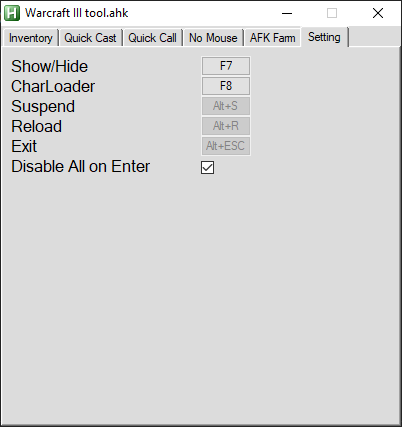 Warcraft III tool.ahk
Inventory Quick Cast Quick Call No Mouse AFK Farm Setting
Show/Hide F7
CharLoader F8
Suspend Alt+S
Reload Alt+R
Exit Alt+ESC
Disable All on Enter